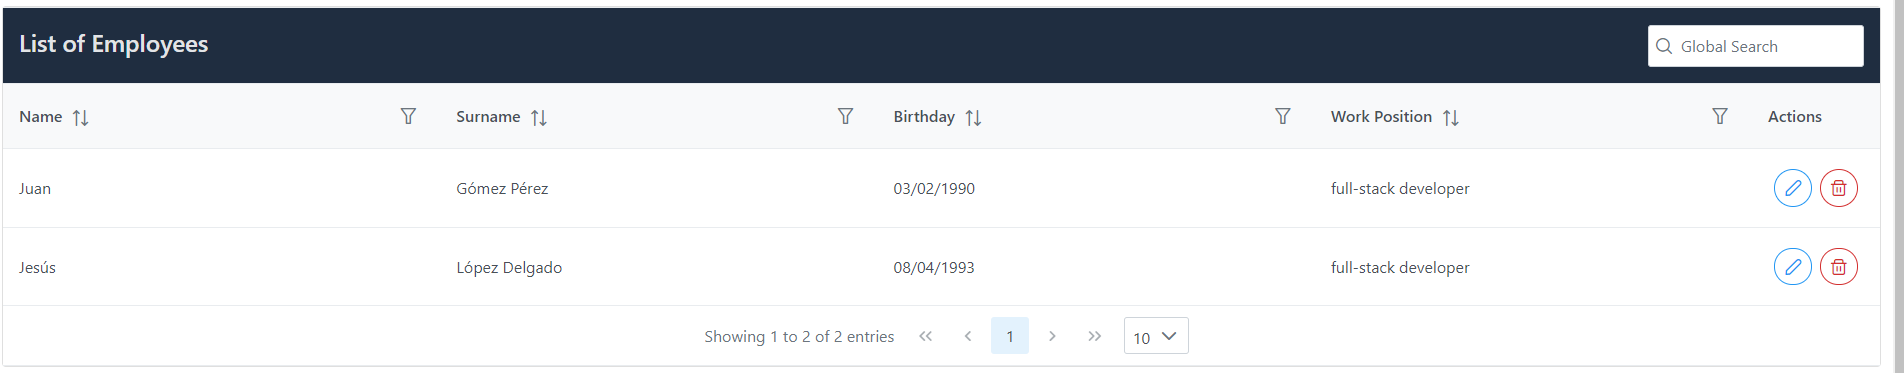 List of Employees
Global Search
Name Surname Birthday Work Position Actions
Juan Gómez Pérez 03/02/1990 full-stack developer
Jesús López Delgado 08/04/1993 full-stack developer
Showing 1 to 2 of 2 entries « ‹ 1 › » 10